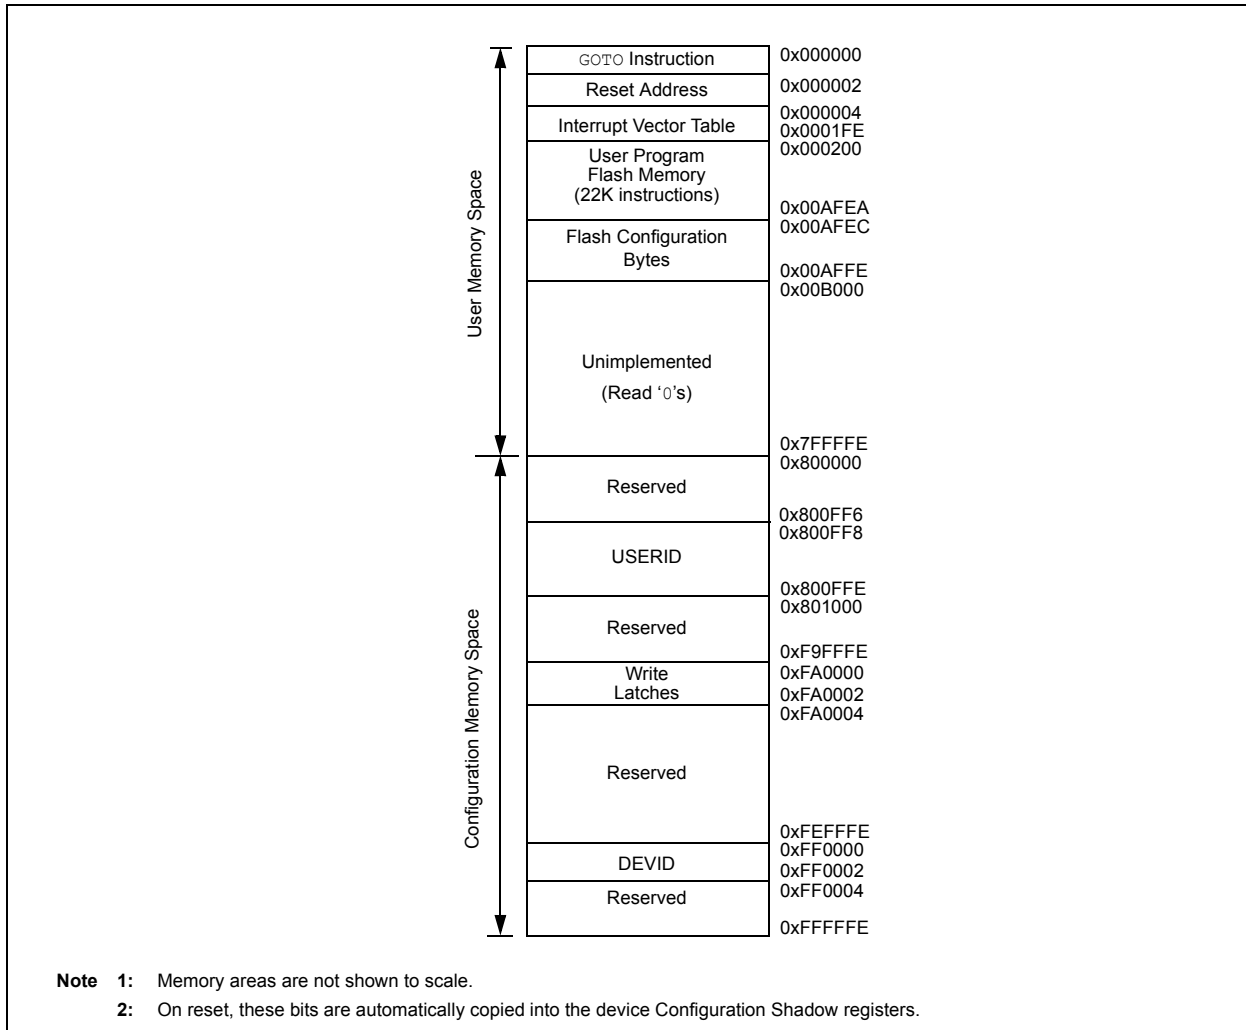 GOTO Instruction
0x000000
Reset Address
0x000002
Interrupt Vector Table
0x000004
0x0001FE
User Program
Flash Memory
(22K instructions)
0x000200
0x00AFEA
Flash Configuration
Bytes
0x00AFEC
0x00AFFE
Unimplemented
(Read ‘0’s)
0x00B000
0x7FFFFE
User Memory Space
Reserved
0x800000
0x800FF6
USERID
0x800FF8
0x800FFE
Reserved
0x801000
0xF9FFFE
Write
Latches
0xFA0000
0xFA0002
Reserved
0xFA0004
0xFEFFFE
DEVID
0xFF0000
0xFF0002
Reserved
0xFF0004
0xFFFFFE
Configuration Memory Space
Note 1: Memory areas are not shown to scale.
2: On reset, these bits are automatically copied into the device Configuration Shadow registers.